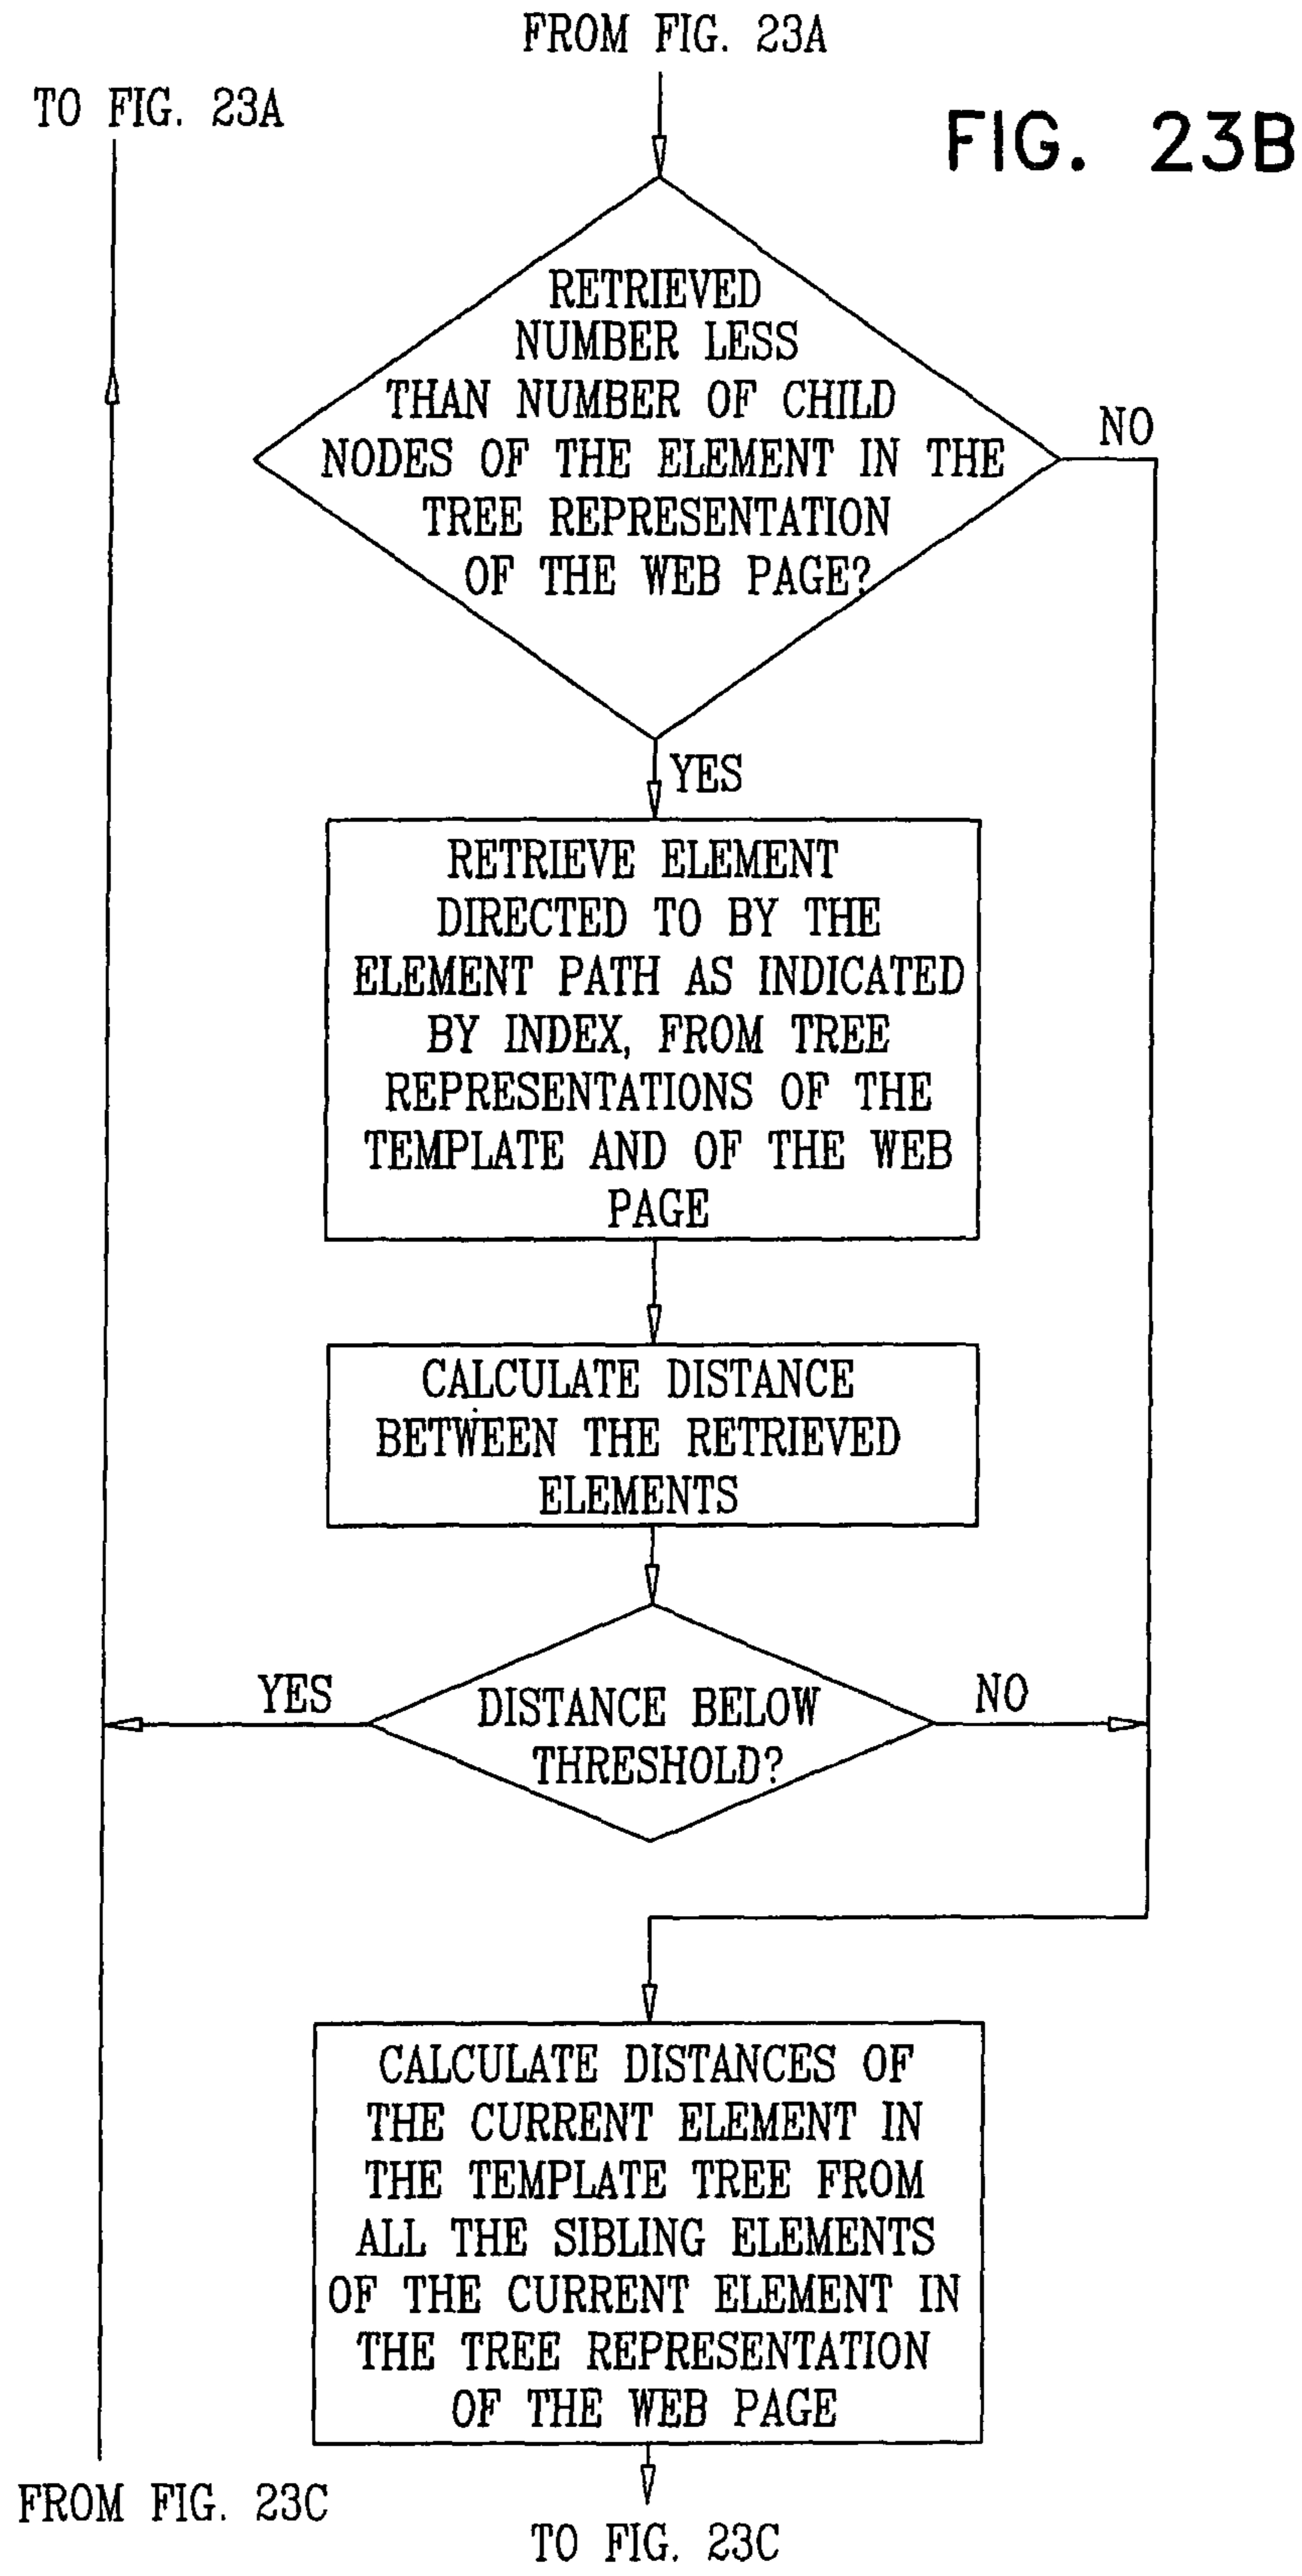 FROM FIG. 23A
TO FIG. 23A
FIG. 23B
RETRIEVED
NUMBER LESS
THAN NUMBER OF CHILD
NODES OF THE ELEMENT IN THE
TREE REPRESENTATION
OF THE WEB PAGE?
NO
YES
RETRIEVE ELEMENT
DIRECTED TO BY THE
ELEMENT PATH AS INDICATED
BY INDEX, FROM TREE
REPRESENTATIONS OF THE
TEMPLATE AND OF THE WEB
PAGE
CALCULATE DISTANCE
BETWEEN THE RETRIEVED
ELEMENTS
YES
DISTANCE BELOW
THRESHOLD?
NO
CALCULATE DISTANCES OF
THE CURRENT ELEMENT IN
THE TEMPLATE TREE FROM
ALL THE SIBLING ELEMENTS
OF THE CURRENT ELEMENT IN
THE TREE REPRESENTATION
OF THE WEB PAGE
FROM FIG. 23C
TO FIG. 23C